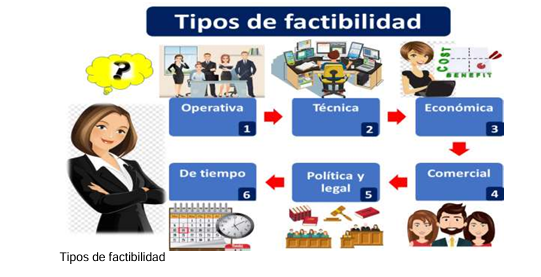 Tipos de factibilidad
?
COST
BENEFIT
Operativa
1
Técnica
2
Económica
3
Comercial
4
Política y
legal
5
De tiempo
6
Tipos de factibilidad